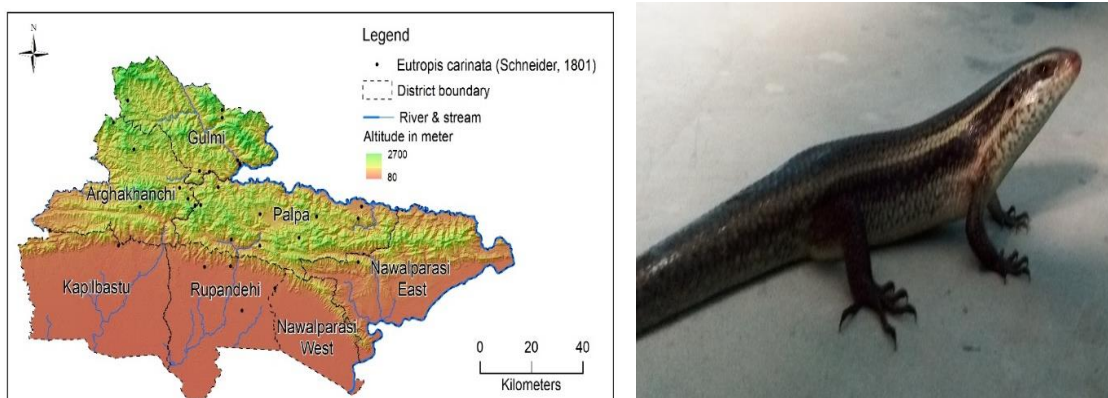 N
Legend
Eutropis carinata (Schneider, 1801)
District boundary
River & stream
Altitude in meter
2700
80
Gulmi
Arghakhanchi
Palpa
Kapilbastu
Rupandehi
Nawalparasi
East
Nawalparasi
West
0 20 40
Kilometers